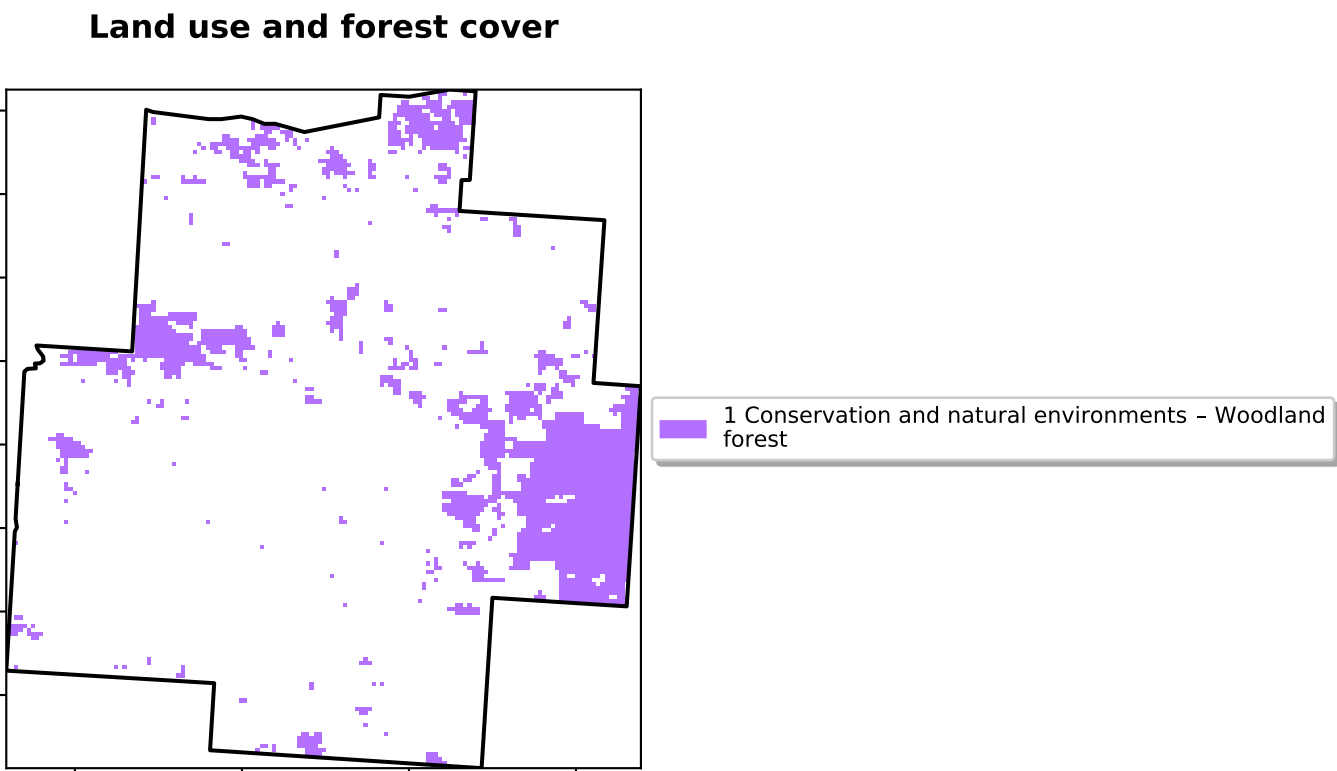 Land use and forest cover
1 Conservation and natural environments – Woodland
forest